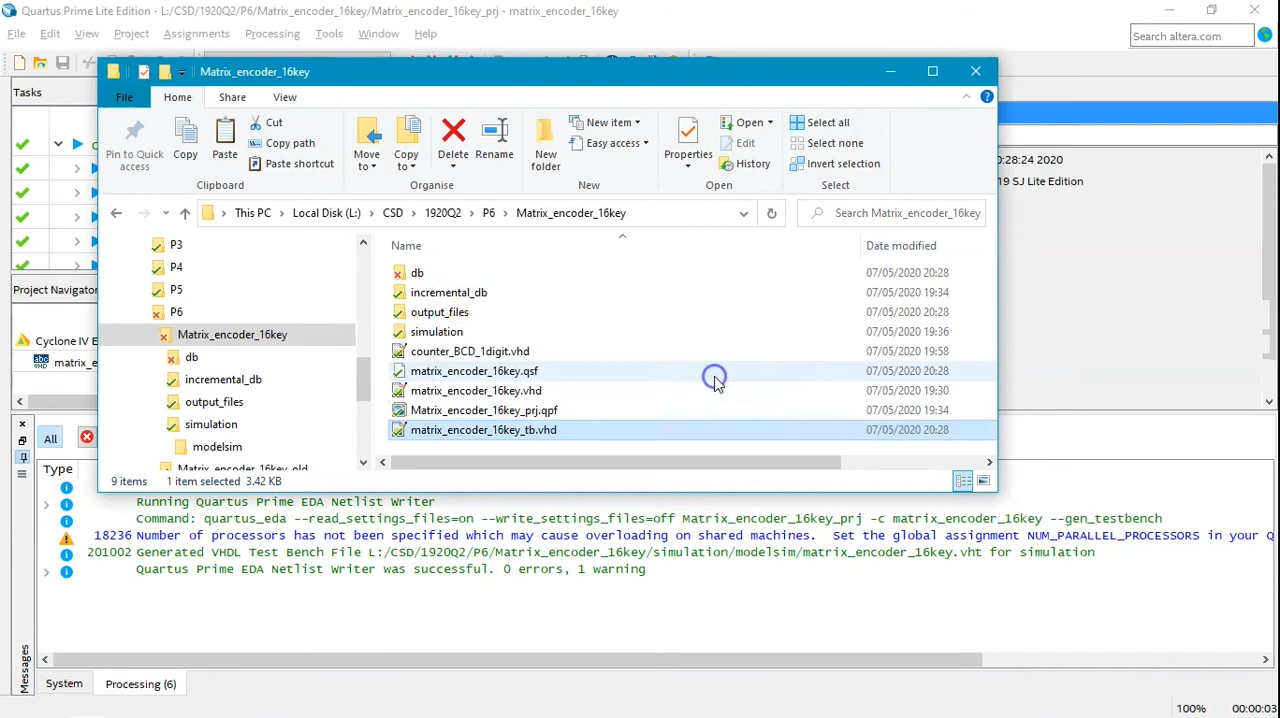 Quartus Prime Lite Edition - L:/CSD/1920Q2/P6/Matrix_encoder_16key/Matrix_encoder_16key_prj - matrix_encoder_16key
File Edit View Project Assignments Processing Tools Window Help
Search altera.com
Matrix_encoder_16key
Tasks
File Home Share View
Pin to Quick access
Copy
Paste
Cut
Copy path
Paste shortcut
Move to
Copy to
Delete
Rename
New folder
New item
Easy access
Properties
Open
Edit
History
Select all
Select none
Invert selection
Clipboard Organise New Open Select
0:28:24 2020
19 SJ Lite Edition
This PC Local Disk (L:) CSD 1920Q2 P6 Matrix_encoder_16key
Search Matrix_encoder_16key
Name Date modified
P3
P4
P5
P6
Matrix_encoder_16key
db
incremental_db
output_files
simulation
modelsim
Matrix_encoder_16key_old
db 07/05/2020 20:28
incremental_db 07/05/2020 19:34
output_files 07/05/2020 20:28
simulation 07/05/2020 19:36
counter_BCD_1digit.vhd 07/05/2020 19:58
matrix_encoder_16key.qsf 07/05/2020 20:28
matrix_encoder_16key.vhd 07/05/2020 19:30
Matrix_encoder_16key_prj.qpf 07/05/2020 19:34
matrix_encoder_16key_tb.vhd 07/05/2020 20:28
9 items 1 item selected 3.42 KB
Project Navigator
Cyclone IV E
abc
matrix_e
All
Type
Running Quartus Prime EDA Netlist Writer
Command: quartus_eda --read_settings_files=on --write_settings_files=off Matrix_encoder_16key_prj -c matrix_encoder_16key --gen_testbench
18236 Number of processors has not been specified which may cause overloading on shared machines. Set the global assignment NUM_PARALLEL_PROCESSORS in your Q
201002 Generated VHDL Test Bench File L:/CSD/1920Q2/P6/Matrix_encoder_16key/simulation/modelsim/matrix_encoder_16key.vht for simulation
Quartus Prime EDA Netlist Writer was successful. 0 errors, 1 warning
Messages
System Processing (6)
100% 00:00:03